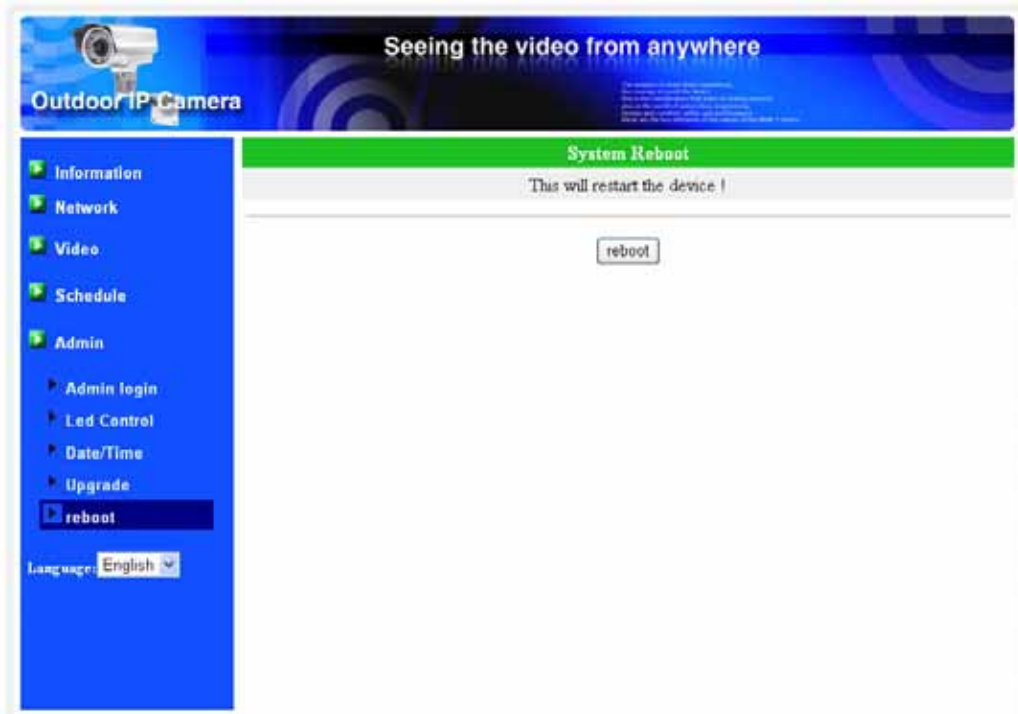 Seeing the video from anywhere
Outdoor IP Camera
Information
Network
Video
Schedule
Admin
Admin login
Led Control
Date/Time
Upgrade
reboot
Language: English
System Reboot
This will restart the device !
reboot